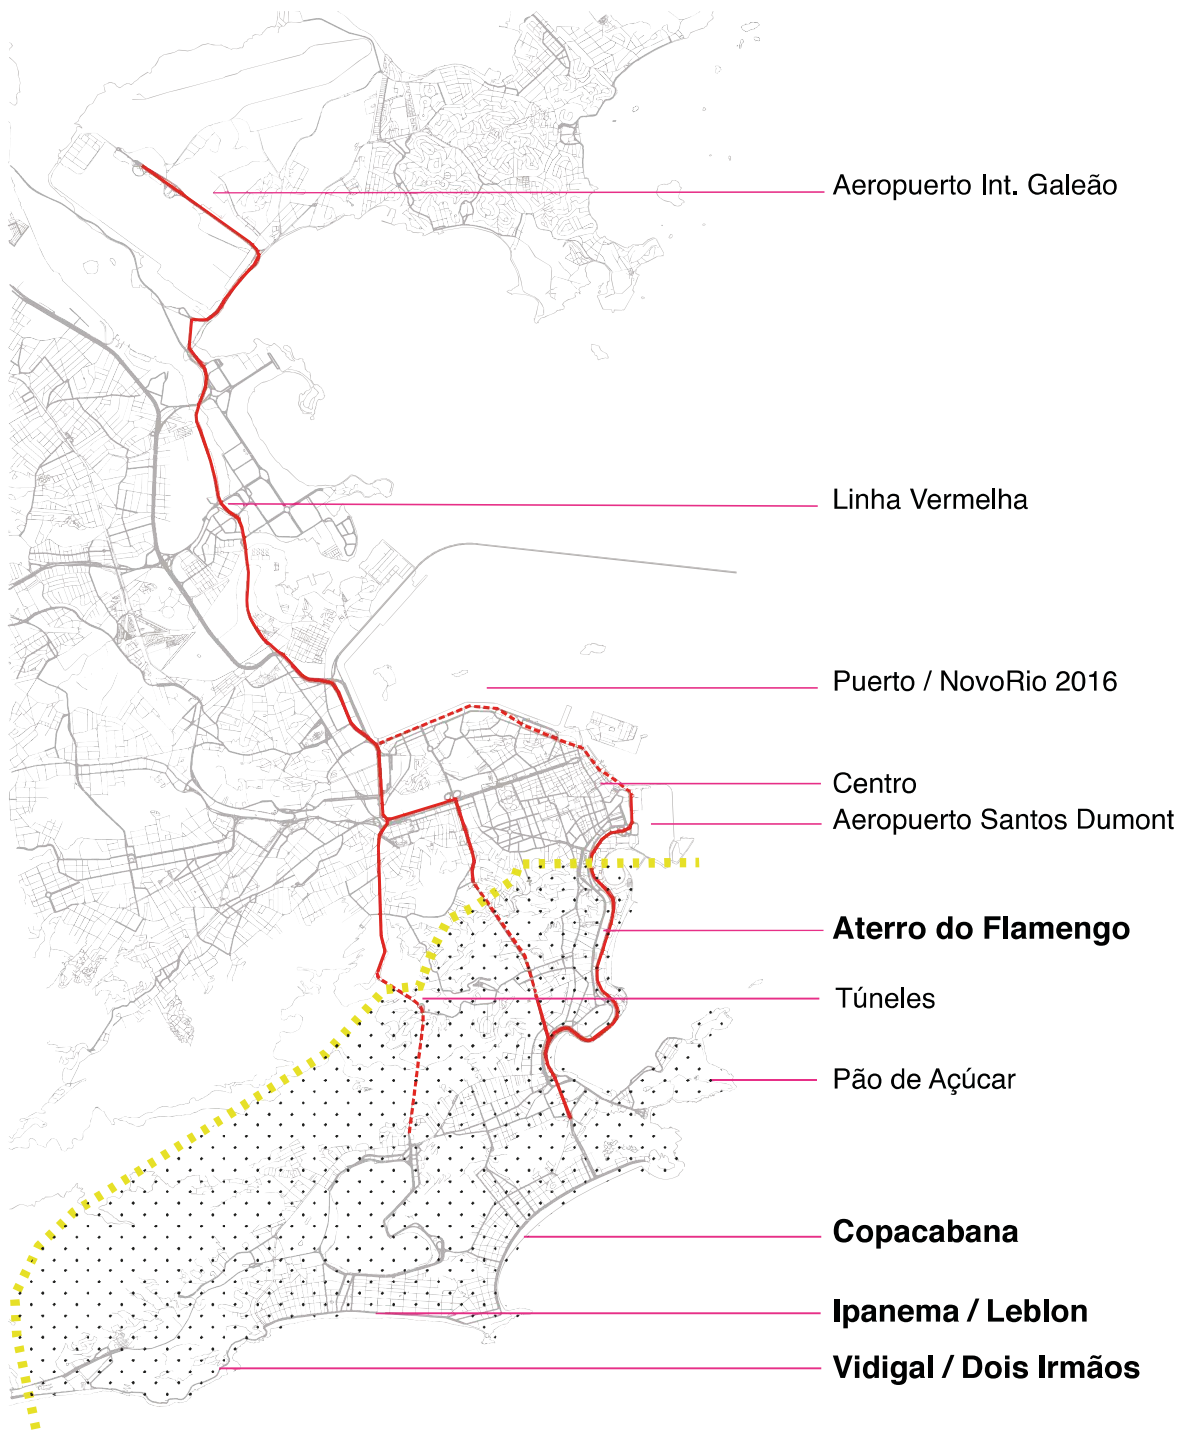 Aeropuerto Int. Galeão
Linha Vermelha
Puerto / NovoRio 2016
Centro
Aeropuerto Santos Dumont
Aterro do Flamengo
Túneles
Pão de Açúcar
Copacabana
Ipanema / Leblon
Vidigal / Dois Irmãos